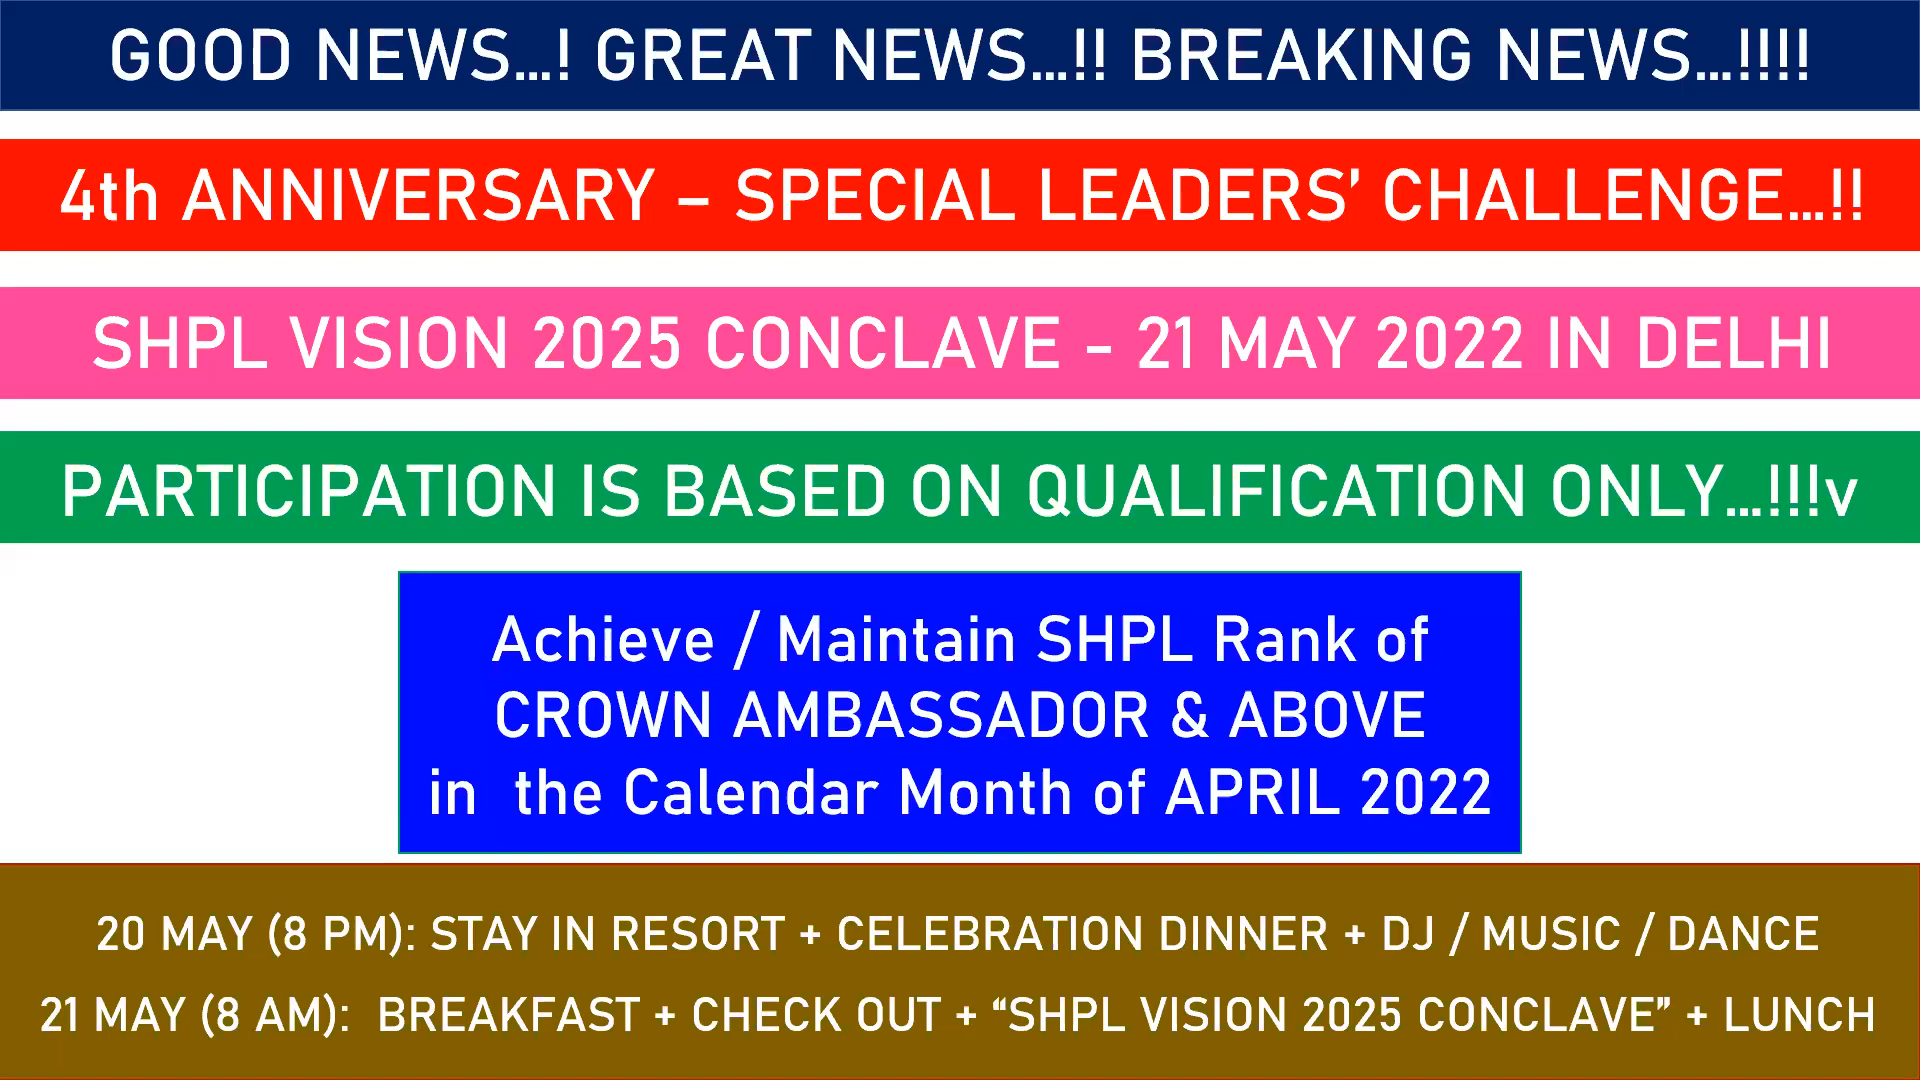 GOOD NEWS...! GREAT NEWS...!! BREAKING NEWS...!!!!
4th ANNIVERSARY – SPECIAL LEADERS’ CHALLENGE...!!
SHPL VISION 2025 CONCLAVE - 21 MAY 2022 IN DELHI
PARTICIPATION IS BASED ON QUALIFICATION ONLY...!!!v
Achieve / Maintain SHPL Rank of
CROWN AMBASSADOR & ABOVE
in  the Calendar Month of APRIL 2022
20 MAY (8 PM): STAY IN RESORT + CELEBRATION DINNER + DJ / MUSIC / DANCE
21 MAY (8 AM):  BREAKFAST + CHECK OUT + “SHPL VISION 2025 CONCLAVE” + LUNCH